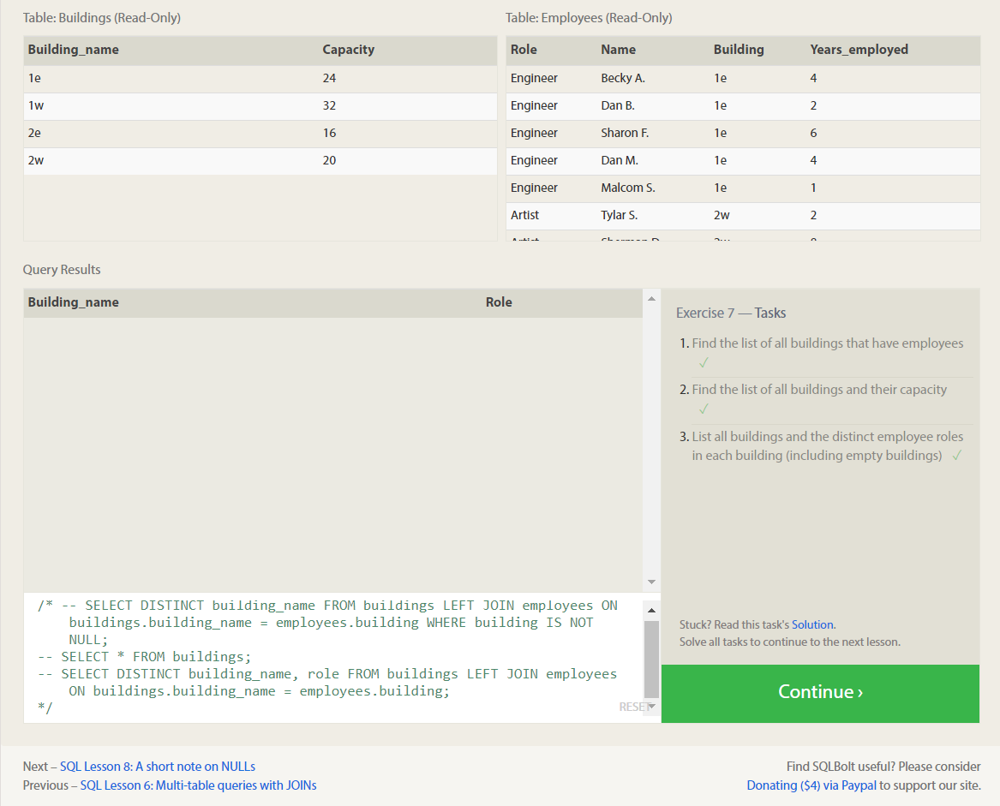 Table: Buildings (Read-Only)
Table: Employees (Read-Only)
Building_name Capacity
1e 24
1w 32
2e 16
2w 20
Role Name Building Years_employed
Engineer Becky A. 1e 4
Engineer Dan B. 1e 2
Engineer Sharon F. 1e 6
Engineer Dan M. 1e 4
Engineer Malcom S. 1e 1
Artist Tylar S. 2w 2
Artist Sherman D. 2w 8
Query Results
Building_name Role
Exercise 7 — Tasks
1. Find the list of all buildings that have employees
✓
2. Find the list of all buildings and their capacity
✓
3. List all buildings and the distinct employee roles
in each building (including empty buildings) ✓
Stuck? Read this task's Solution.
Solve all tasks to continue to the next lesson.
Continue ›
/* -- SELECT DISTINCT building_name FROM buildings LEFT JOIN employees ON
buildings.building_name = employees.building WHERE building IS NOT
NULL;
-- SELECT * FROM buildings;
-- SELECT DISTINCT building_name, role FROM buildings LEFT JOIN employees
ON buildings.building_name = employees.building;
*/
RESET
Next – SQL Lesson 8: A short note on NULLs
Previous – SQL Lesson 6: Multi-table queries with JOINs
Find SQLBolt useful? Please consider
Donating ($4) via Paypal to support our site.